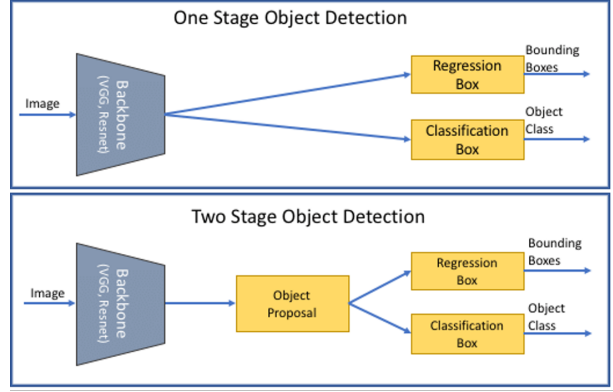 One Stage Object Detection
Image
Backbone
(VGG, Resnet)
Regression
Box
Bounding
Boxes
Classification
Box
Object
Class
Two Stage Object Detection
Image
Backbone
(VGG, Resnet)
Object
Proposal
Regression
Box
Bounding
Boxes
Classification
Box
Object
Class